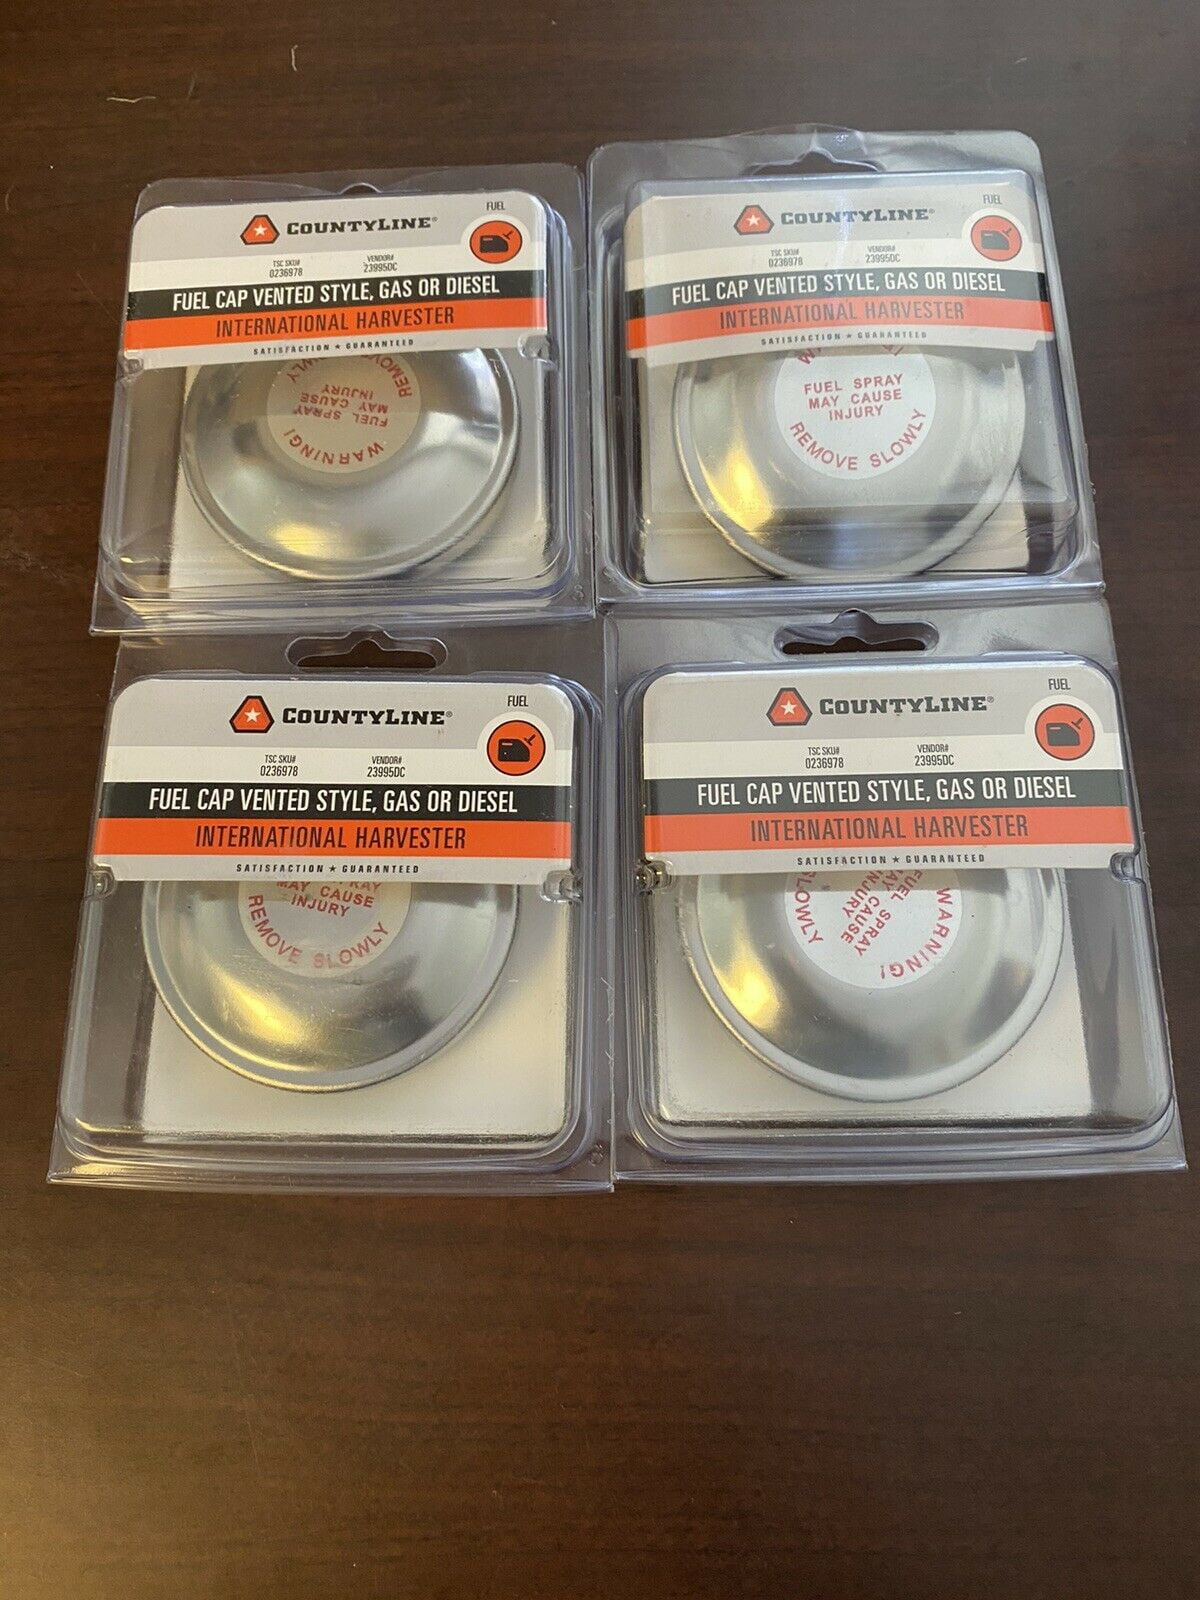 COUNTYLINE®
FUEL
TSC SKU# VENDOR#
0236978 23995DC
FUEL CAP VENTED STYLE, GAS OR DIESEL
INTERNATIONAL HARVESTER
SATISFACTION ★ GUARANTEED
REMOVE SLOWLY
INJURY
MAY CAUSE
FUEL SPRAY
WARNING!
COUNTYLINE®
FUEL
TSC SKU# VENDOR#
0236978 23995DC
FUEL CAP VENTED STYLE, GAS OR DIESEL
INTERNATIONAL HARVESTER
SATISFACTION ★ GUARANTEED
FUEL SPRAY
MAY CAUSE
INJURY
REMOVE SLOWLY
COUNTYLINE®
FUEL
TSC SKU# VENDOR#
0236978 23995DC
FUEL CAP VENTED STYLE, GAS OR DIESEL
INTERNATIONAL HARVESTER
SATISFACTION ★ GUARANTEED
MAY CAUSE
INJURY
REMOVE SLOWLY
COUNTYLINE®
FUEL
TSC SKU# VENDOR#
0236978 23995DC
FUEL CAP VENTED STYLE, GAS OR DIESEL
INTERNATIONAL HARVESTER
SATISFACTION ★ GUARANTEED
WARNING!
FUEL SPRAY
CAUSE
INJURY
SLOWLY